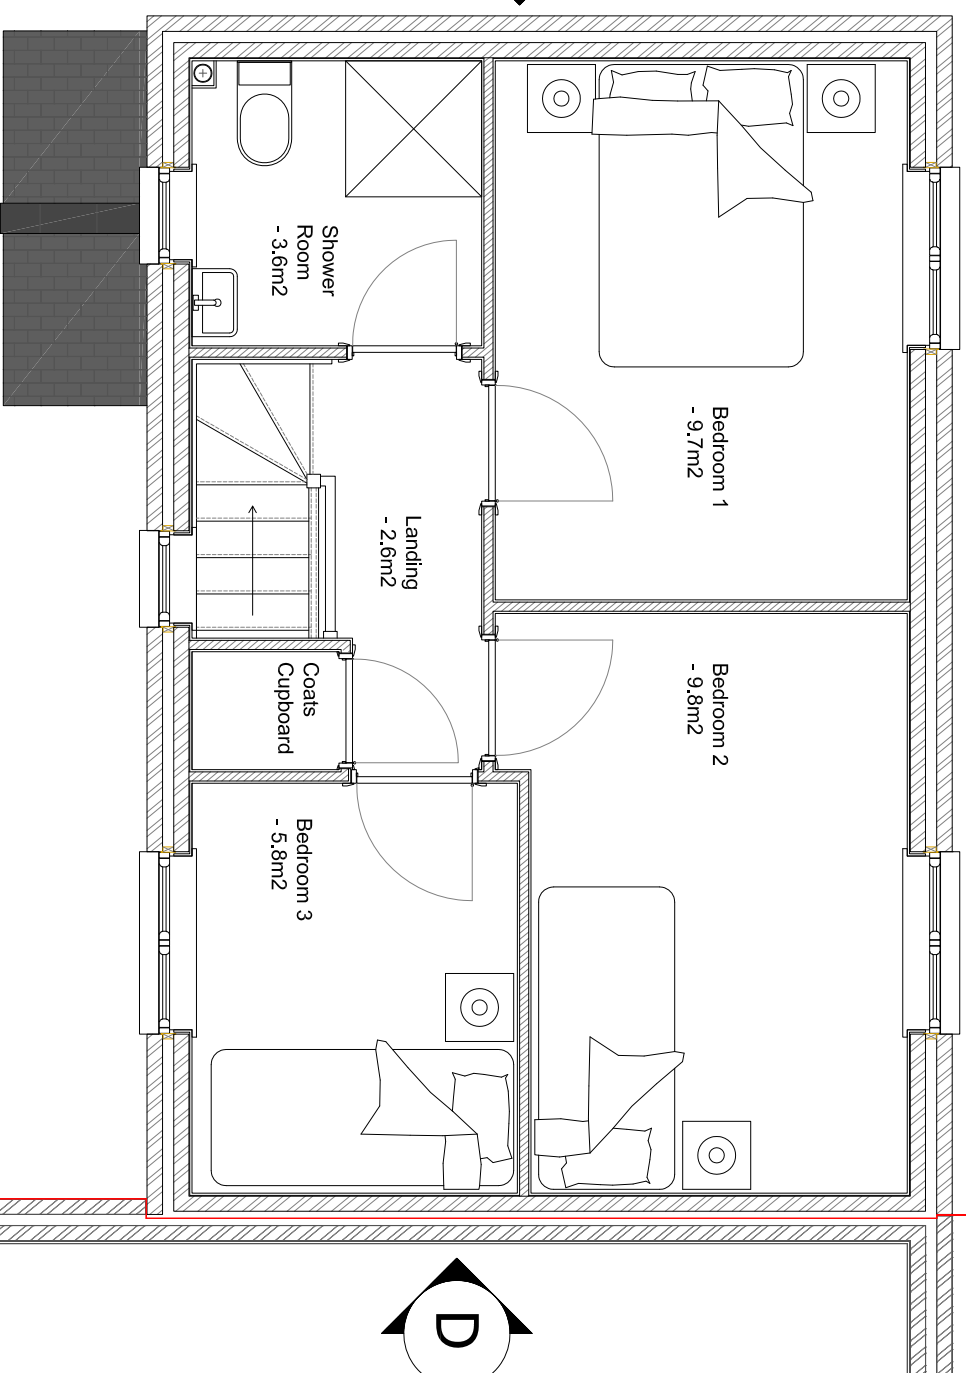 Shower
Room
- 3.6m2
Bedroom 1
- 9.7m2
Landing
- 2.6m2
Coats
Cupboard
Bedroom 2
- 9.8m2
Bedroom 3
- 5.8m2
D